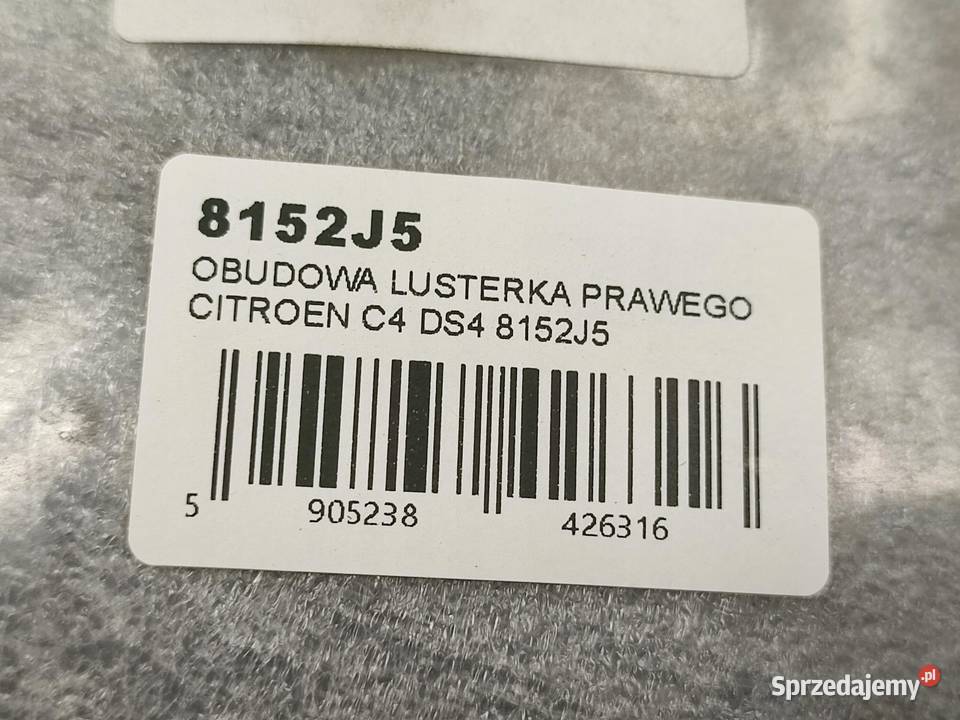 8152J5
OBUDOWA LUSTERKA PRAWEGO
CITROEN C4 DS4 8152J5
5 905238 426316
Sprzedajemy.pl